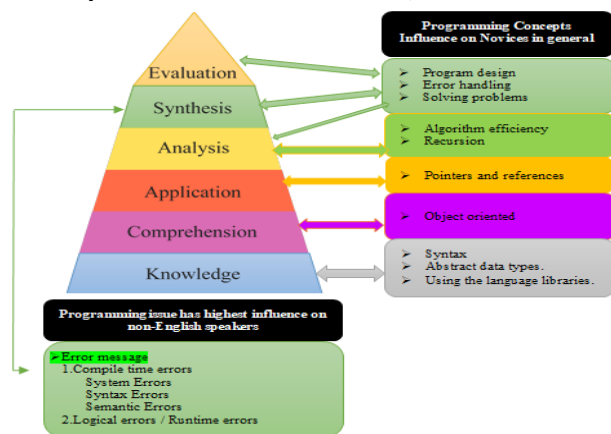 Programming Concepts
Influence on Novices in general
Evaluation
Synthesis
Analysis
Application
Comprehension
Knowledge
➢ Program design
➢ Error handling
➢ Solving problems
➢ Algorithm efficiency
➢ Recursion
➢ Pointers and references
➢ Object oriented
➢ Syntax
➢ Abstract data types.
➢ Using the language libraries.
Programming issue has highest influence on
non-English speakers
➢Error message
1.Compile time errors
System Errors
Syntax Errors
Semantic Errors
2.Logical errors / Runtime errors